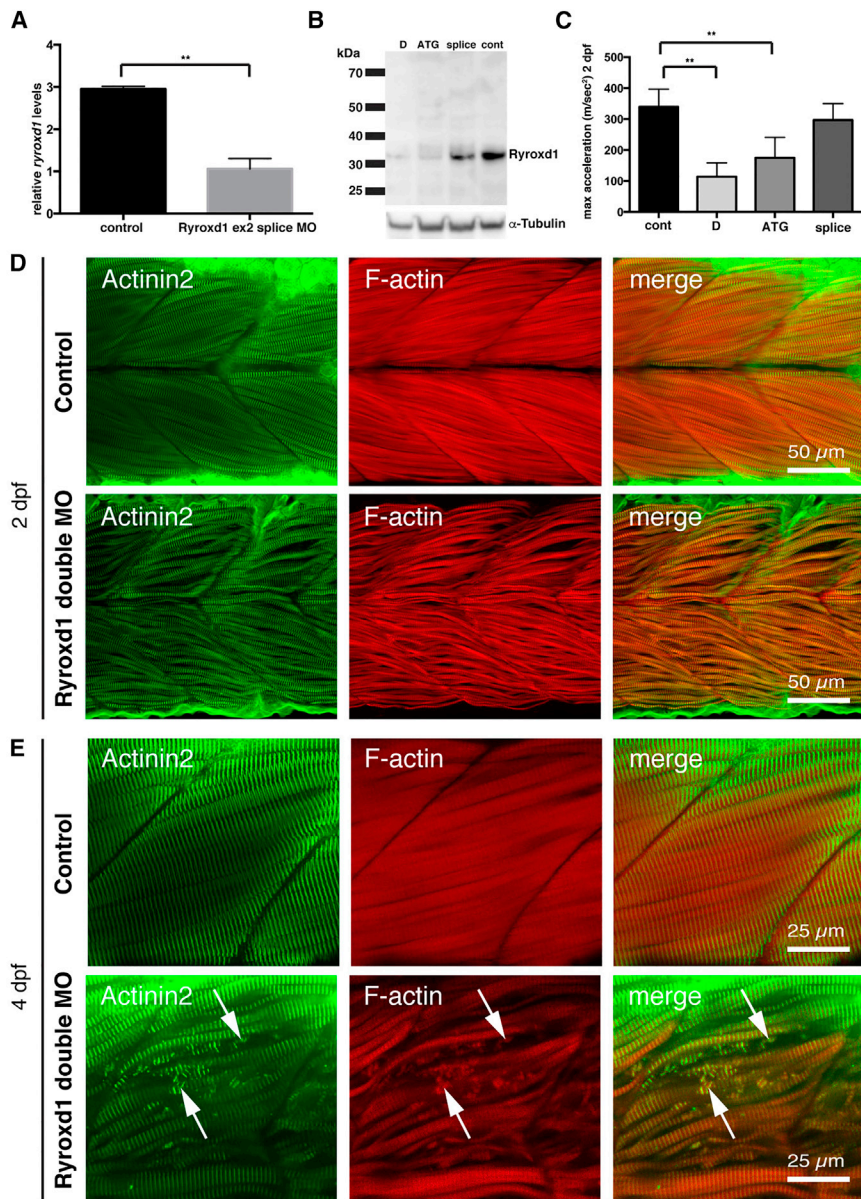 A
relative ryroxd1 levels
4
3
2
1
0
**
control
Ryroxd1 ex2 splice MO
B
D ATG splice cont
kDa
70
50
40
30
25
Ryroxd1
α-Tubulin
C
max acceleration (m/sec²) 2 dpf
500
400
300
200
100
0
**
**
cont
D
ATG
splice
D
2 dpf
Control
Actinin2
F-actin
merge
50 µm
Ryroxd1 double MO
Actinin2
F-actin
merge
50 µm
E
4 dpf
Control
Actinin2
F-actin
merge
25 µm
Ryroxd1 double MO
Actinin2
F-actin
merge
25 µm